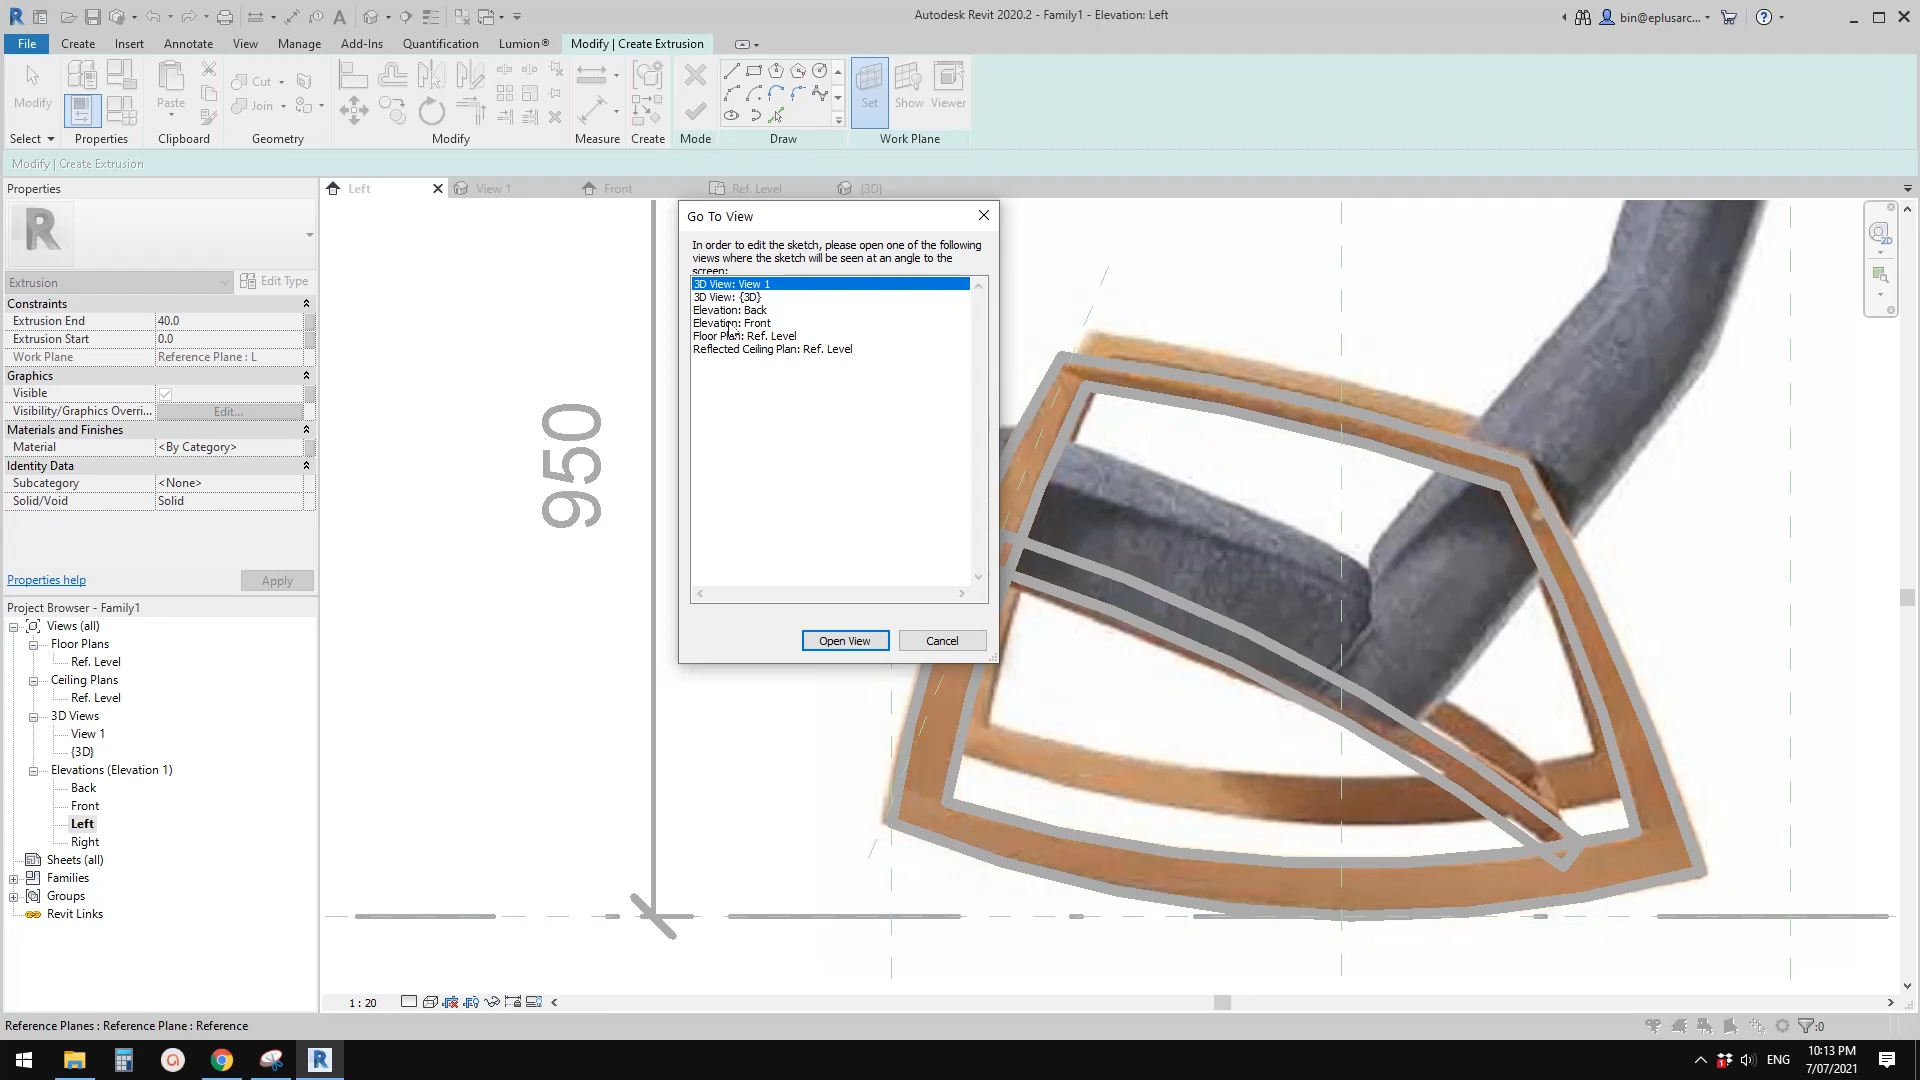 Autodesk Revit 2020.2 - Family1 - Elevation: Left
bin@eplusarc...
File Create Insert Annotate View Manage Add-Ins Quantification Lumion® Modify | Create Extrusion
Modify
Paste
Cut
Join
Set
Show
Viewer
Select Properties Clipboard Geometry Modify Measure Create Mode Draw Work Plane
Modify | Create Extrusion
Properties
Left View 1 Front Ref. Level {3D}
R
Extrusion
Edit Type
Constraints
Extrusion End 40.0
Extrusion Start 0.0
Work Plane Reference Plane : L
Graphics
Visible
Visibility/Graphics Overri... Edit...
Materials and Finishes
Material <By Category>
Identity Data
Subcategory <None>
Solid/Void Solid
Properties help Apply
Project Browser - Family1
Views (all)
Floor Plans
Ref. Level
Ceiling Plans
Ref. Level
3D Views
View 1
{3D}
Elevations (Elevation 1)
Back
Front
Left
Right
Sheets (all)
Families
Groups
Revit Links
950
Go To View
In order to edit the sketch, please open one of the following
views where the sketch will be seen at an angle to the
screen:
3D View: View 1
3D View: {3D}
Elevation: Back
Elevation: Front
Floor Plan: Ref. Level
Reflected Ceiling Plan: Ref. Level
Open View Cancel
1 : 20
Reference Planes : Reference Plane : Reference
:0
ENG
10:13 PM
7/07/2021